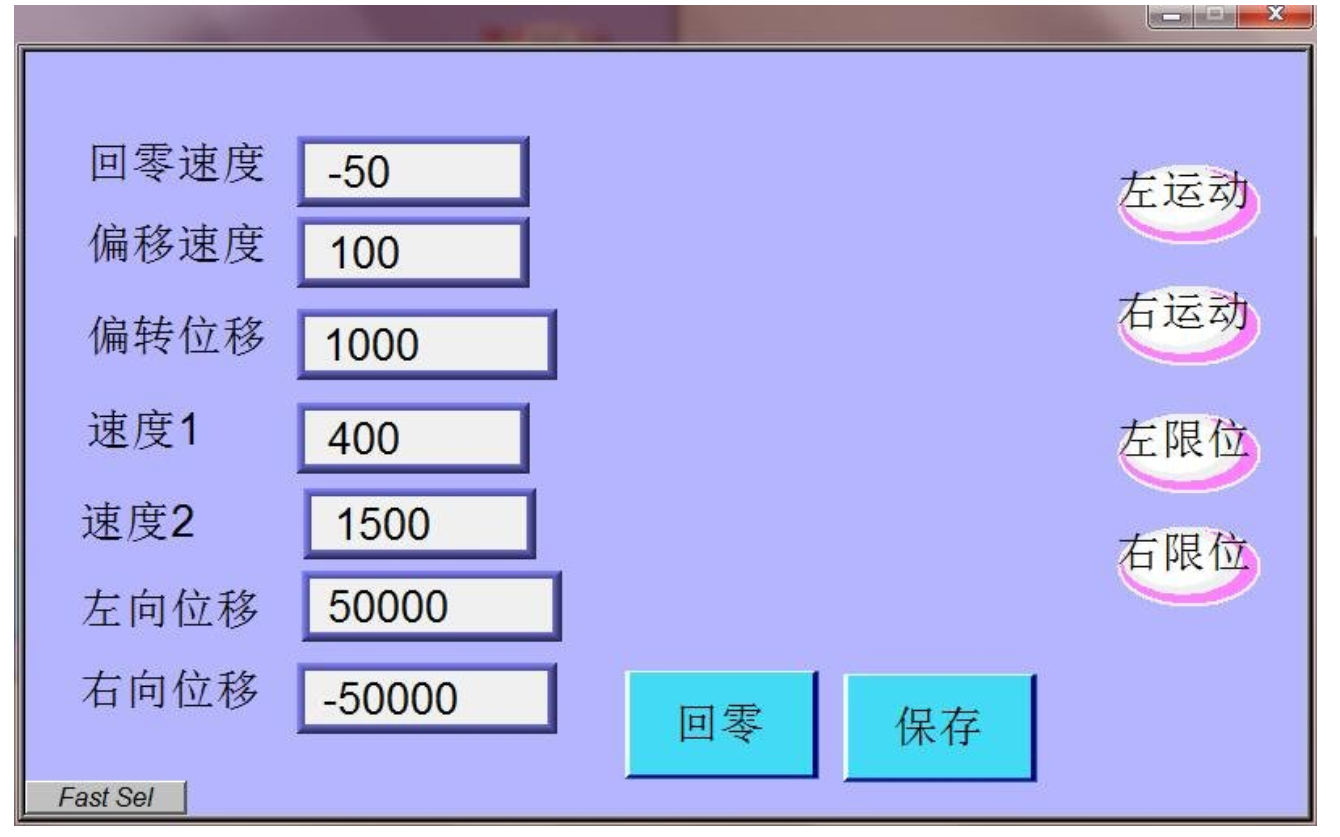 回零速度 -50
偏移速度 100
偏转位移 1000
速度1 400
速度2 1500
左向位移 50000
右向位移 -50000
左运动
右运动
左限位
右限位
回零 保存
Fast Sel